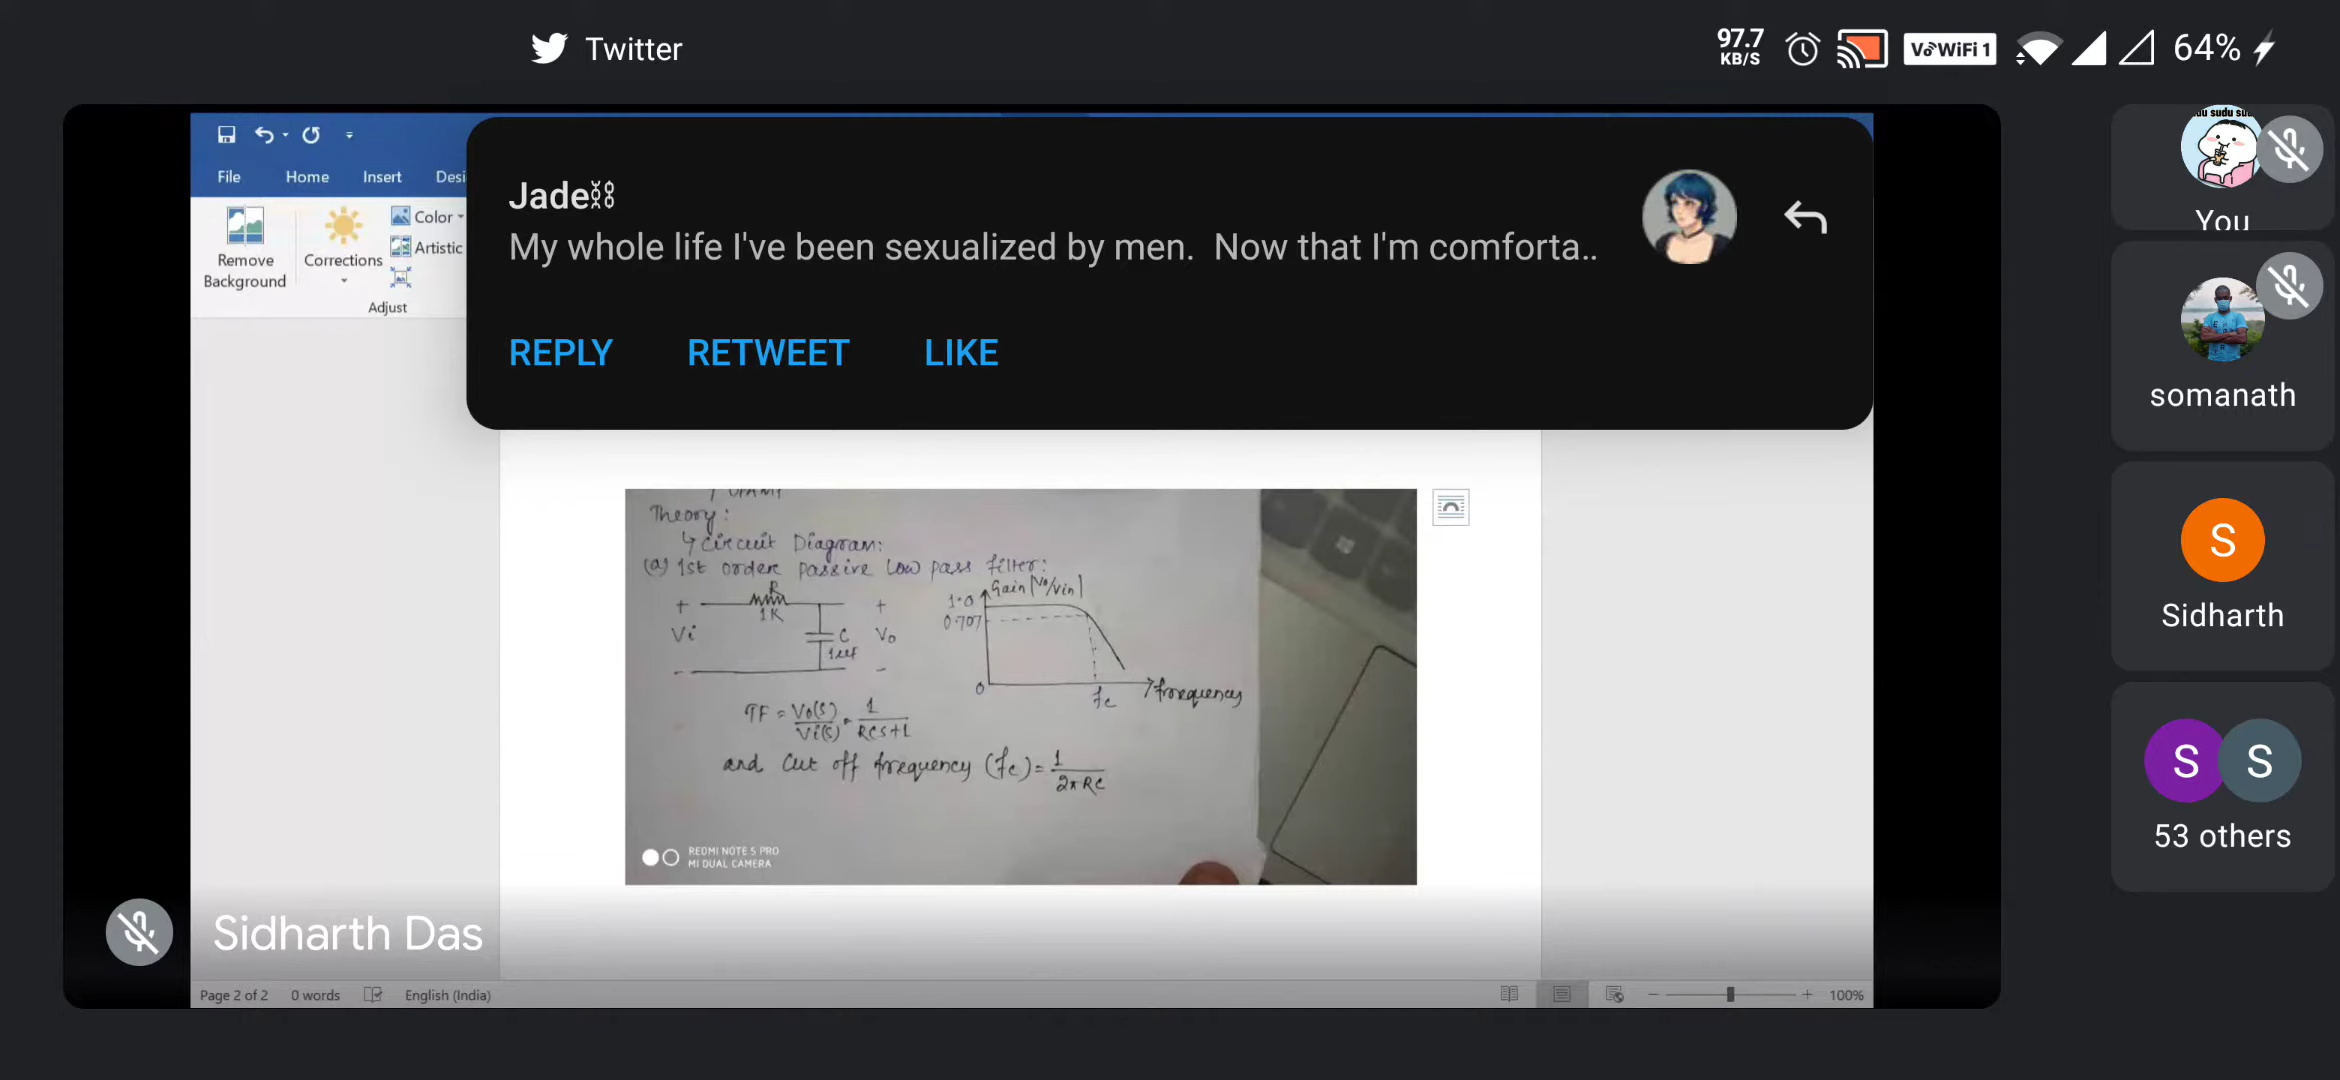 Twitter
97.7
KB/S
VoWiFi 1
64%
File Home Insert Desi
Remove
Background
Corrections
Color
Artistic
Adjust
Jade
My whole life I've been sexualized by men. Now that I'm comforta..
REPLY RETWEET LIKE
sudu su
You
somanath
S
Sidharth
S S
53 others
Theory:
↳ Circuit Diagram:
(a) 1st order passive low pass filter:
R
1K
+
Vi
-
C
1uf
+
Vo
-
Gain |Vo/Vin|
1.0
0.707
0
fc
frequency
TF = Vo(s)/Vi(s) = 1/RCS+1
and cut off frequency (fc) = 1/2πRC
REDMI NOTE 5 PRO
MI DUAL CAMERA
Sidharth Das
Page 2 of 2 0 words English (India) 100%